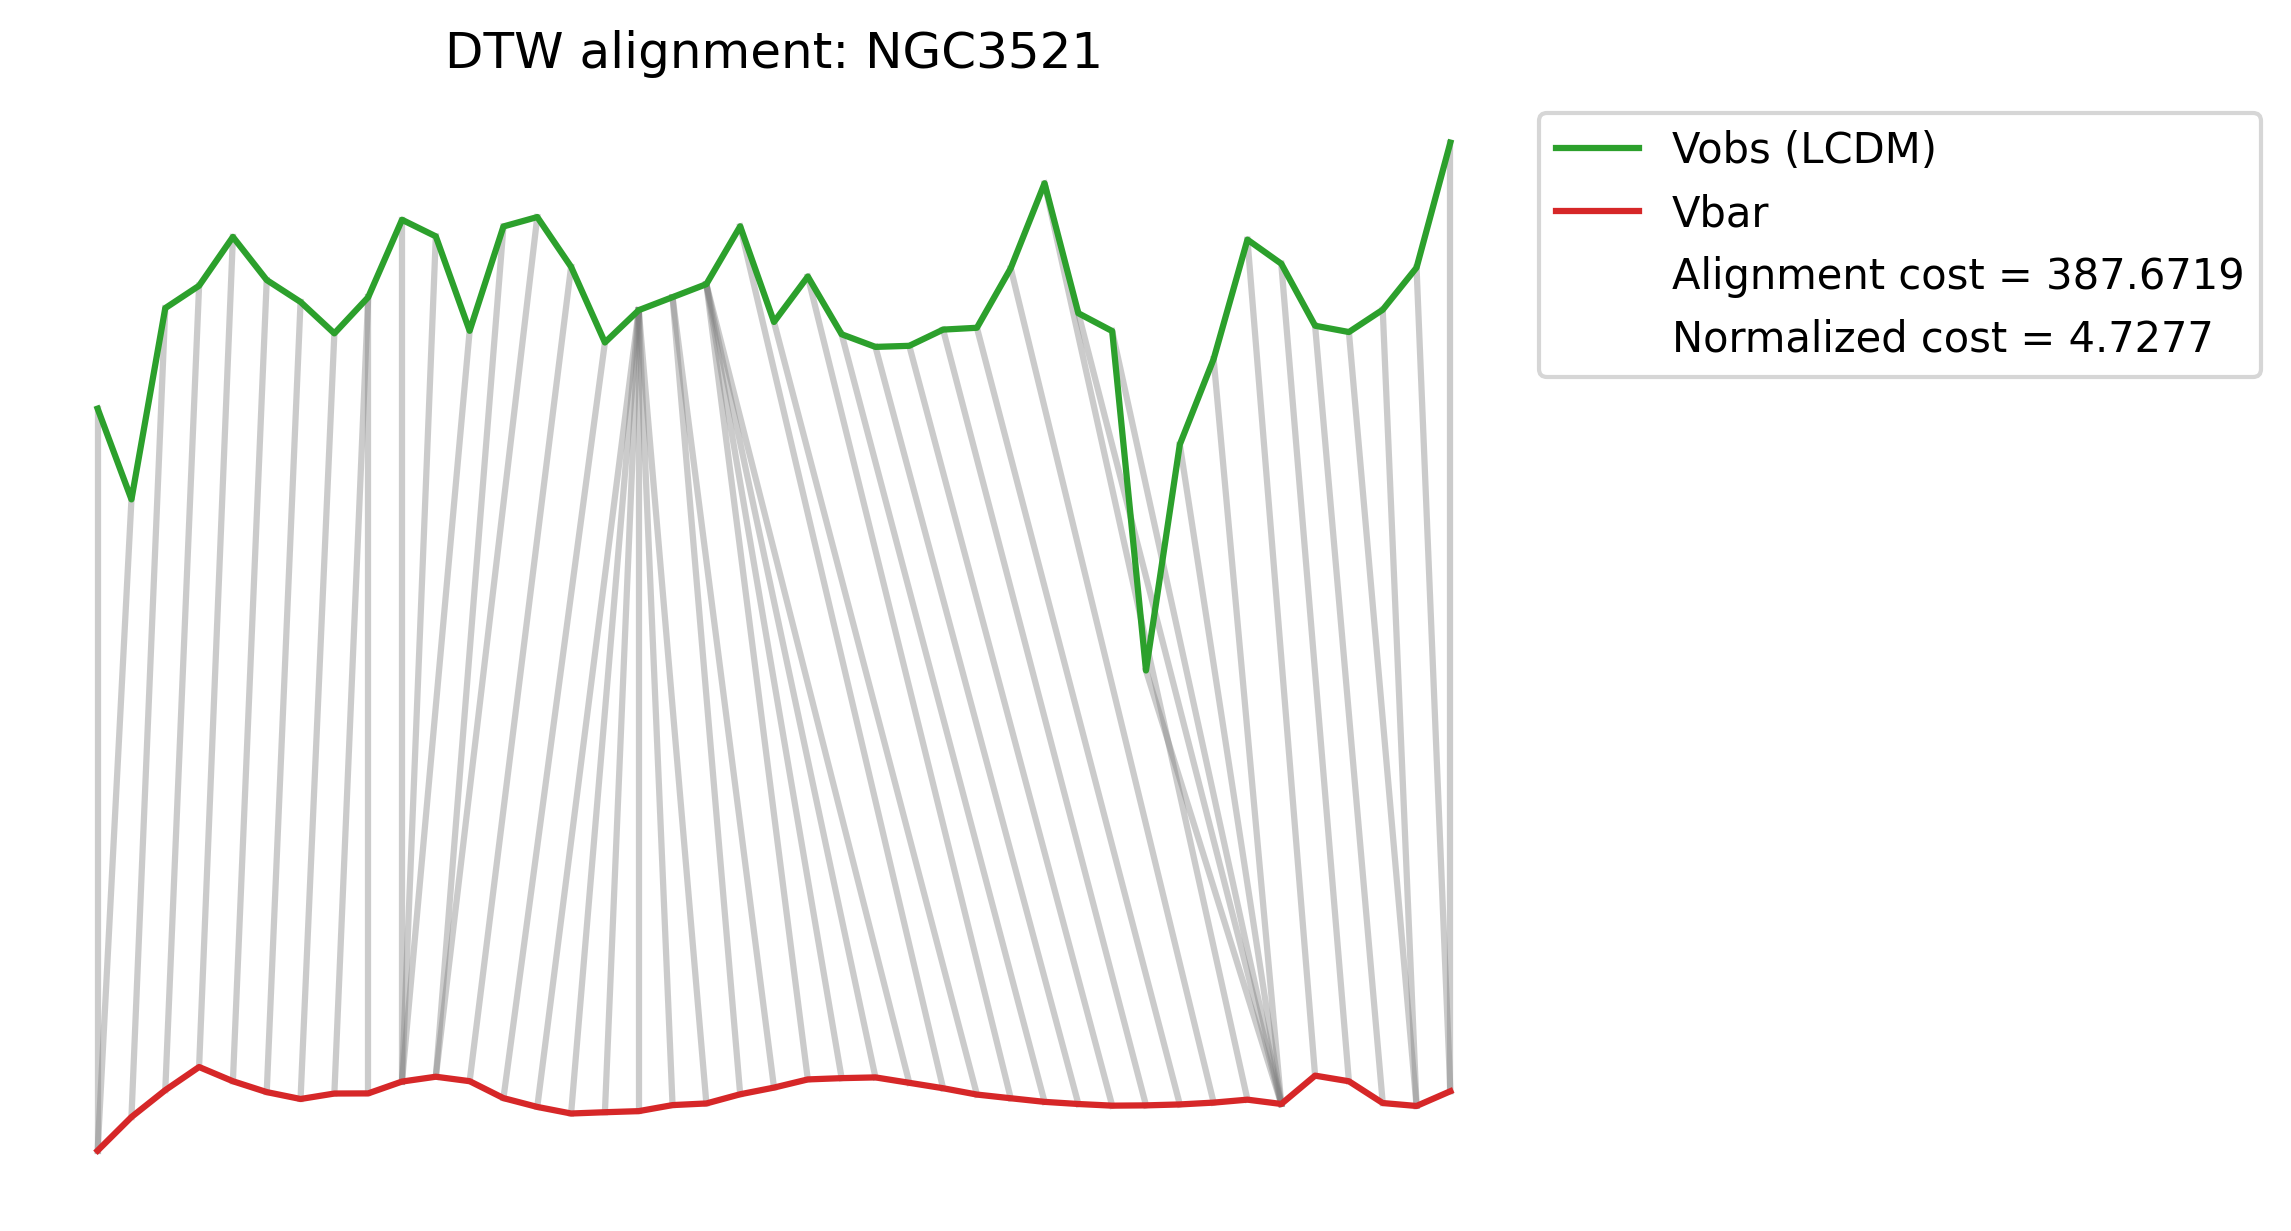 DTW alignment: NGC3521
Vobs (LCDM)
Vbar
Alignment cost = 387.6719
Normalized cost = 4.7277